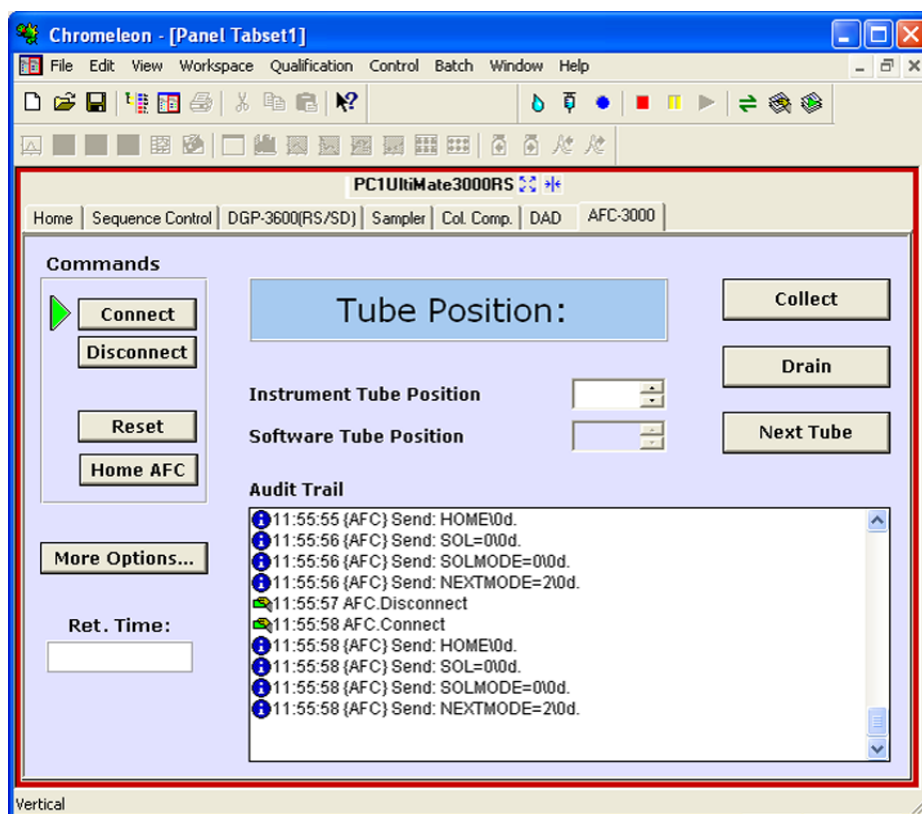 Chromeleon - [Panel Tabset1]
File Edit View Workspace Qualification Control Batch Window Help
PC1UltiMate3000RS
Home Sequence Control DGP-3600(RS/SD) Sampler Col. Comp. DAD AFC-3000
Commands
Connect
Disconnect
Reset
Home AFC
More Options...
Ret. Time:
Tube Position:
Instrument Tube Position
Software Tube Position
Collect
Drain
Next Tube
Audit Trail
11:55:55 {AFC} Send: HOME\0d.
11:55:56 {AFC} Send: SOL=0\0d.
11:55:56 {AFC} Send: SOLMODE=0\0d.
11:55:56 {AFC} Send: NEXTMODE=2\0d.
11:55:57 AFC.Disconnect
11:55:58 AFC.Connect
11:55:58 {AFC} Send: HOME\0d.
11:55:58 {AFC} Send: SOL=0\0d.
11:55:58 {AFC} Send: SOLMODE=0\0d.
11:55:58 {AFC} Send: NEXTMODE=2\0d.
Vertical